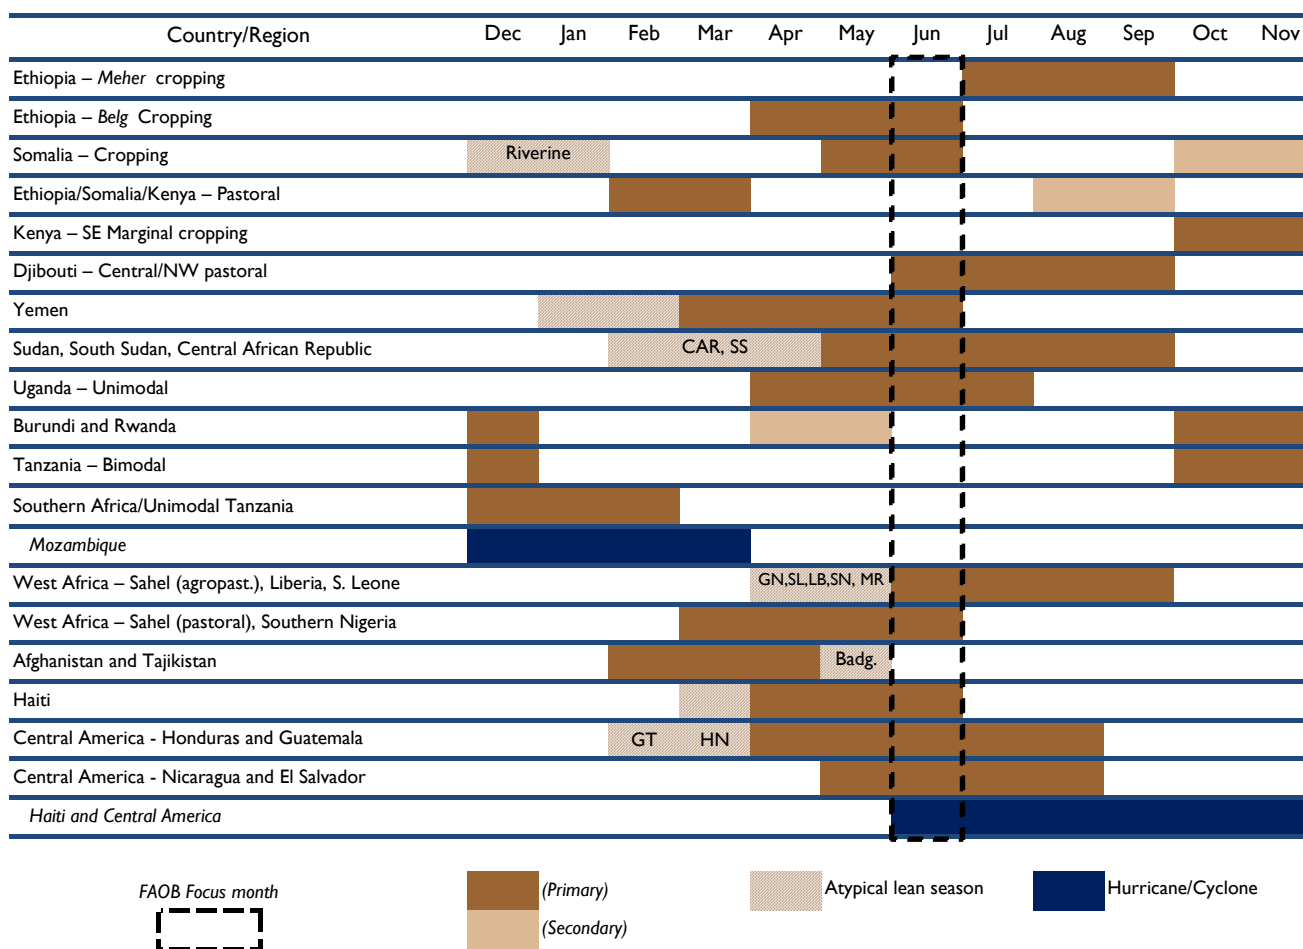 Country/Region Dec Jan Feb Mar Apr May Jun Jul Aug Sep Oct Nov
Ethiopia – Meher cropping
Ethiopia – Belg Cropping
Somalia – Cropping Riverine
Ethiopia/Somalia/Kenya – Pastoral
Kenya – SE Marginal cropping
Djibouti – Central/NW pastoral
Yemen
Sudan, South Sudan, Central African Republic CAR, SS
Uganda – Unimodal
Burundi and Rwanda
Tanzania – Bimodal
Southern Africa/Unimodal Tanzania
Mozambique
West Africa – Sahel (agropast.), Liberia, S. Leone GN,SL,LB,SN, MR
West Africa – Sahel (pastoral), Southern Nigeria
Afghanistan and Tajikistan Badg.
Haiti
Central America - Honduras and Guatemala GT HN
Central America - Nicaragua and El Salvador
Haiti and Central America
FAOB Focus month (Primary) Atypical lean season Hurricane/Cyclone
(Secondary)